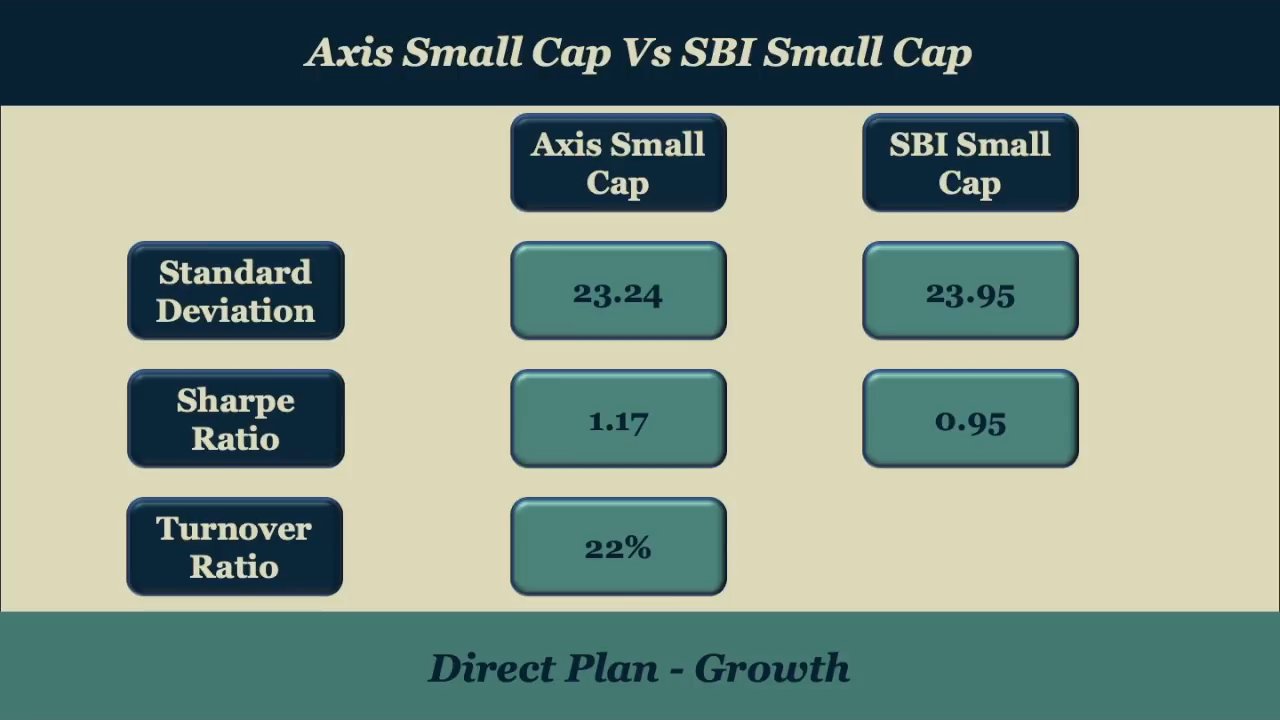 Axis Small Cap Vs SBI Small Cap
Axis Small
Cap
SBI Small
Cap
Standard
Deviation
23.24
23.95
Sharpe
Ratio
1.17
0.95
Turnover
Ratio
22%
Direct Plan - Growth